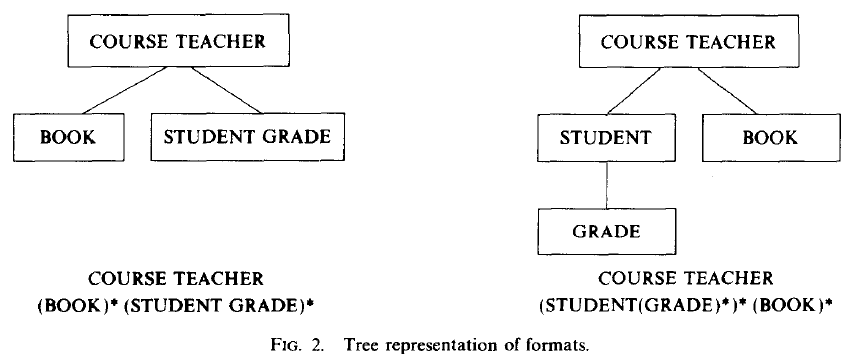 COURSE TEACHER
BOOK
STUDENT GRADE
COURSE TEACHER
(BOOK)* (STUDENT GRADE)*
COURSE TEACHER
STUDENT
BOOK
GRADE
COURSE TEACHER
(STUDENT(GRADE)*)* (BOOK)*
FIG. 2. Tree representation of formats.